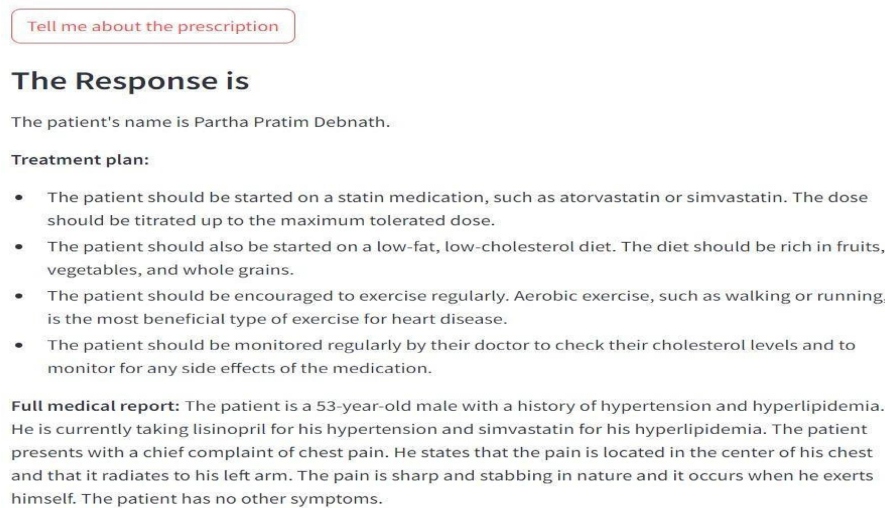 Tell me about the prescription
The Response is
The patient's name is Partha Pratim Debnath.
Treatment plan:
• The patient should be started on a statin medication, such as atorvastatin or simvastatin. The dose
should be titrated up to the maximum tolerated dose.
• The patient should also be started on a low-fat, low-cholesterol diet. The diet should be rich in fruits,
vegetables, and whole grains.
• The patient should be encouraged to exercise regularly. Aerobic exercise, such as walking or running,
is the most beneficial type of exercise for heart disease.
• The patient should be monitored regularly by their doctor to check their cholesterol levels and to
monitor for any side effects of the medication.
Full medical report: The patient is a 53-year-old male with a history of hypertension and hyperlipidemia.
He is currently taking lisinopril for his hypertension and simvastatin for his hyperlipidemia. The patient
presents with a chief complaint of chest pain. He states that the pain is located in the center of his chest
and that it radiates to his left arm. The pain is sharp and stabbing in nature and it occurs when he exerts
himself. The patient has no other symptoms.